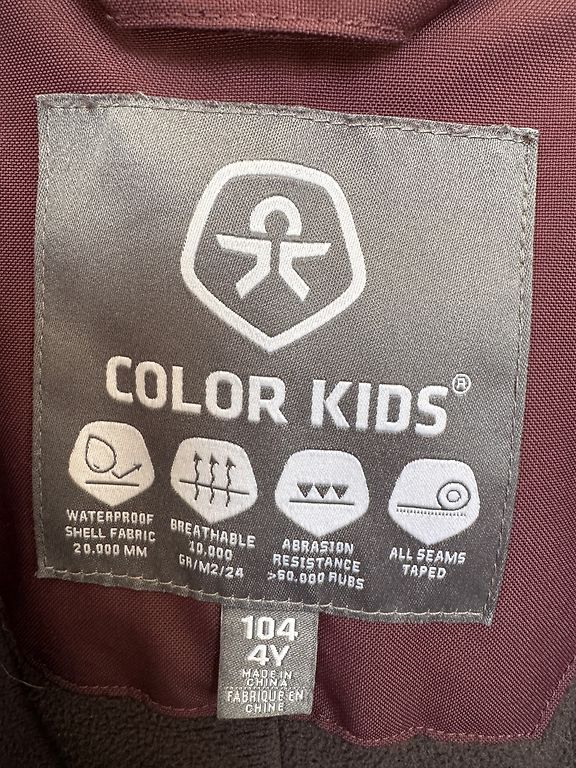 COLOR KIDS®
WATERPROOF
SHELL FABRIC
20.000 MM
BREATHABLE
10.000
GR/M2/24
ABRASION
RESISTANCE
>50.000 RUBS
ALL SEAMS
TAPED
104
4Y
MADE IN
CHINA
FABRIQUÉ EN
CHINE